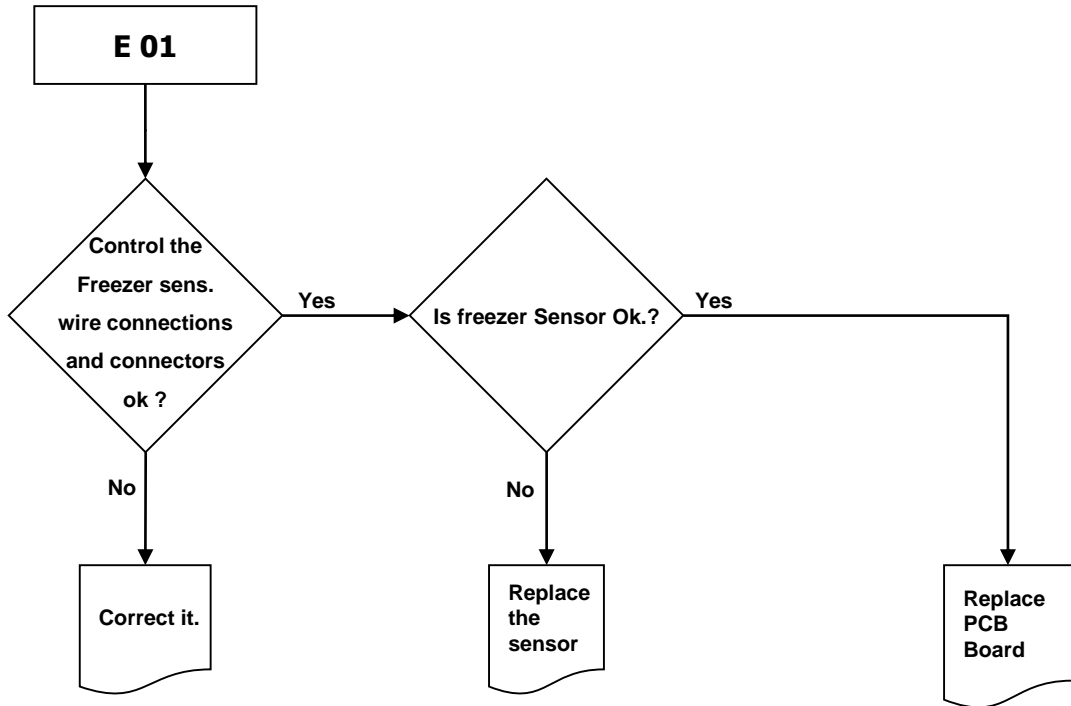 E 01
Control the
Freezer sens.
wire connections
and connectors
ok ?
Yes
Is freezer Sensor Ok.?
Yes
No
No
Correct it.
Replace
the
sensor
Replace
PCB
Board